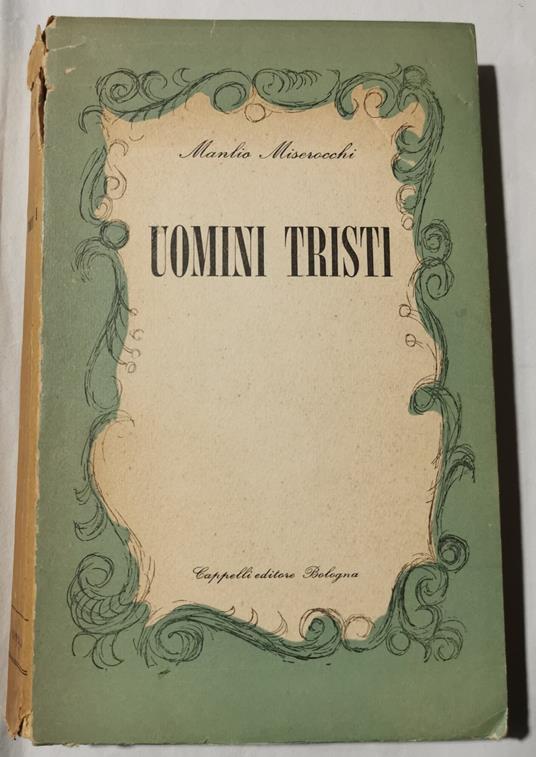 Manlio Miserocchi
UOMINI TRISTI
Cappelli editore Bologna